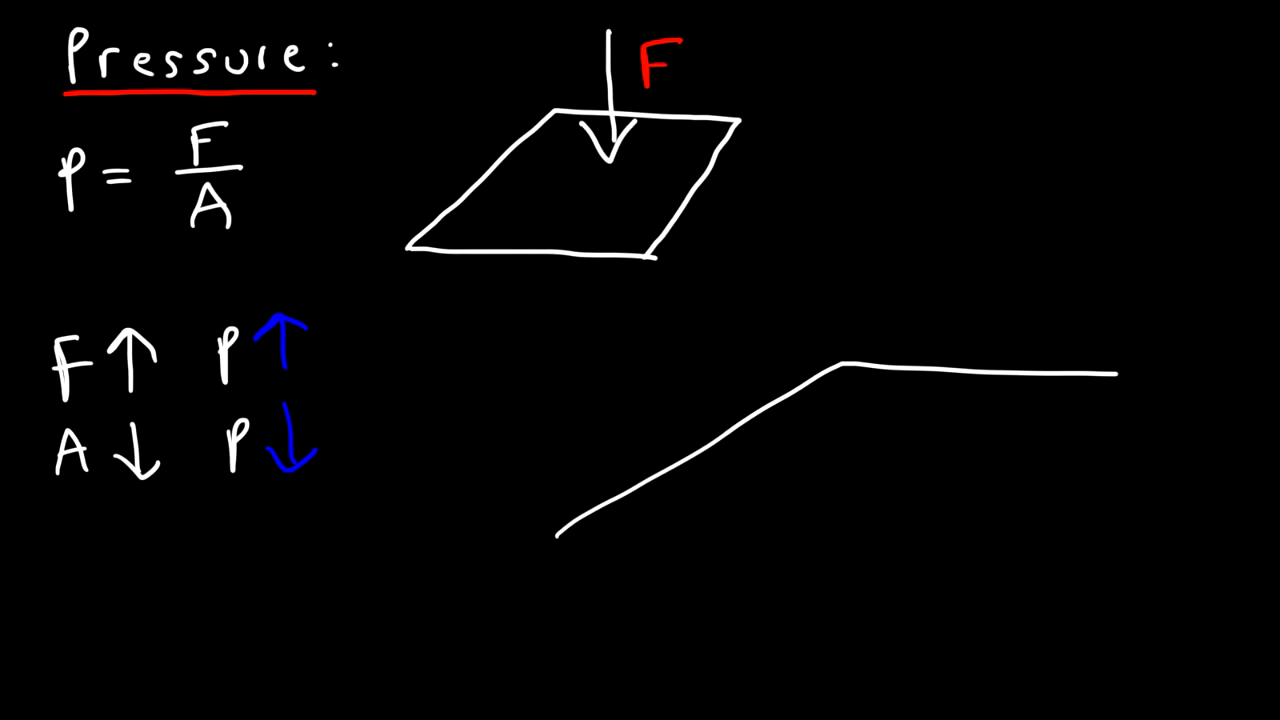 Pressure:
P = F/A
F
F ↑ P ↑
A ↓ P ↓